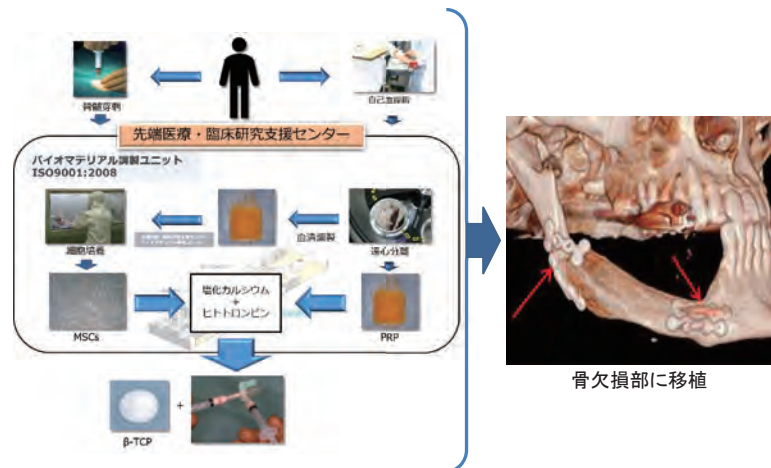 骨髄穿刺
自己血採取
先端医療・臨床研究支援センター
バイオマテリアル調製ユニット
ISO9001:2008
細胞培養
血清調製
遠心分離
MSCs
塩化カルシウム
+
ヒトトロンビン
PRP
β-TCP
+
骨欠損部に移植